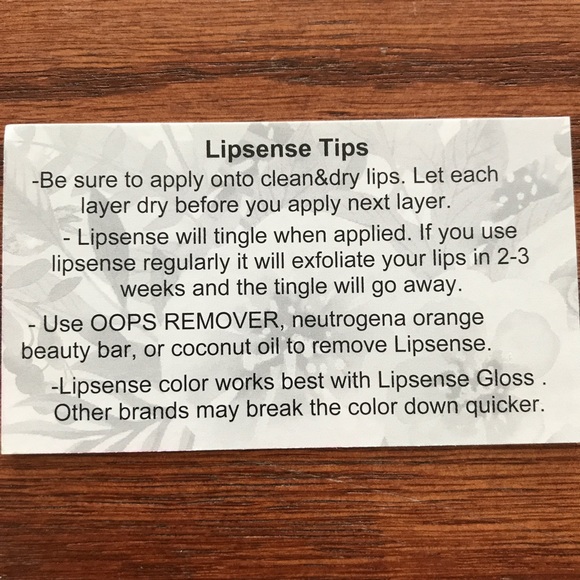 Lipsense Tips
-Be sure to apply onto clean&dry lips. Let each
layer dry before you apply next layer.
- Lipsense will tingle when applied. If you use
lipsense regularly it will exfoliate your lips in 2-3
weeks and the tingle will go away.
- Use OOPS REMOVER, neutrogena orange
beauty bar, or coconut oil to remove Lipsense.
-Lipsense color works best with Lipsense Gloss .
Other brands may break the color down quicker.